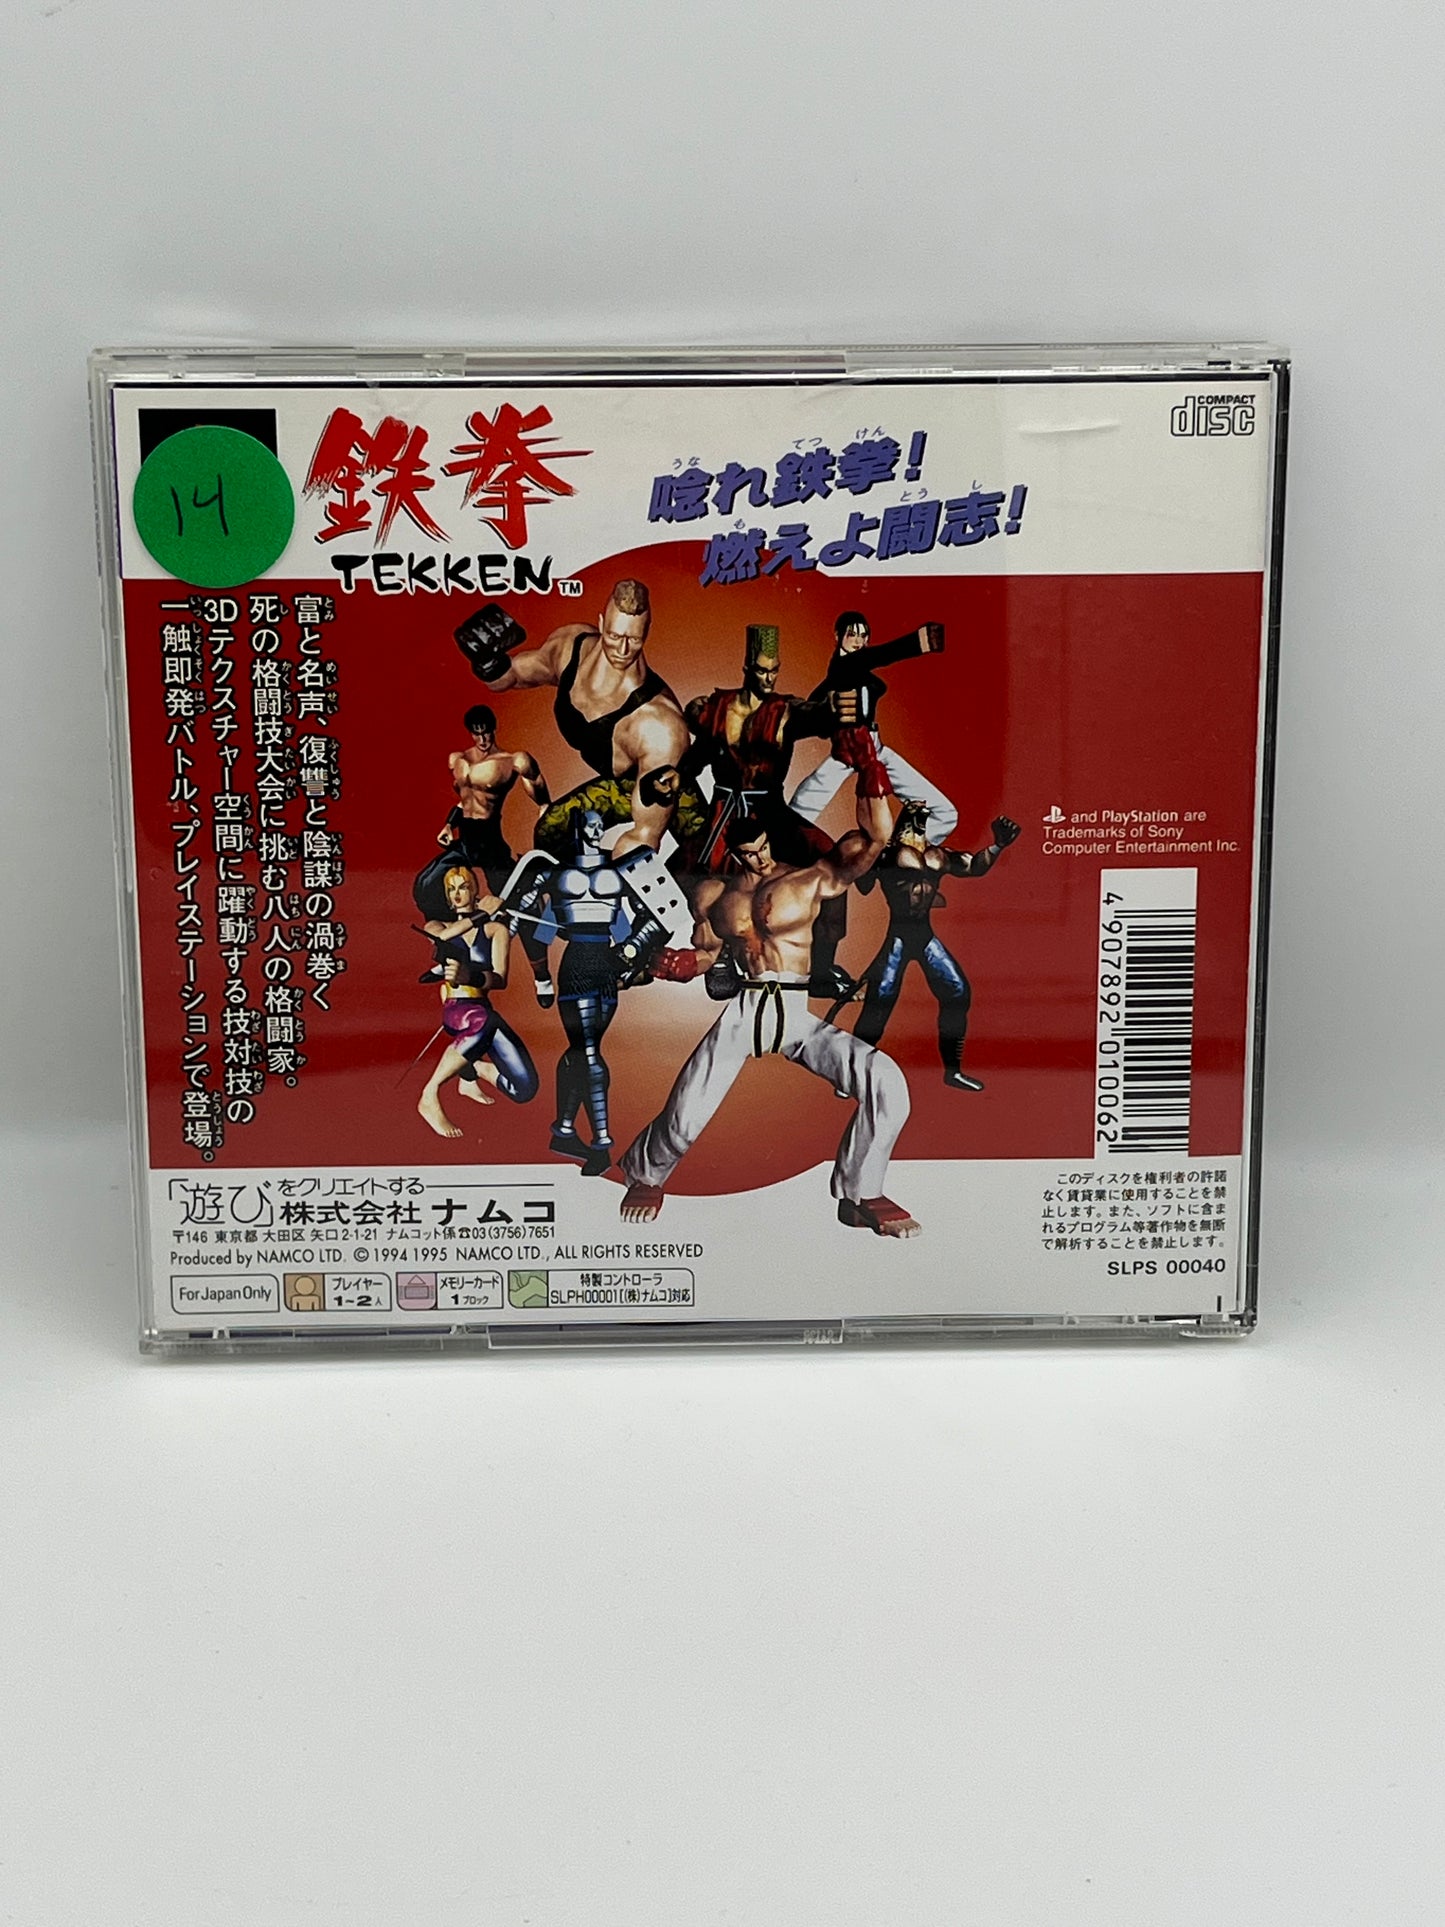 14
鉄拳
TEKKEN™
唸れ鉄拳!
燃えよ闘志!
COMPACT
disc
富と名声、復讐と陰謀の渦巻く
死の格闘技大会に挑む八人の格闘家。
3Dテクスチャー空間に躍動する技対技の
一触即発バトル、プレイステーションで登場。
and PlayStation are
Trademarks of Sony
Computer Entertainment Inc.
4907892010062
「遊び」をクリエイトする
株式会社ナムコ
〒146 東京都 大田区 矢口2-1-21 ナムコット係☎03(3756)7651
Produced by NAMCO LTD. © 1994 1995 NAMCO LTD., ALL RIGHTS RESERVED
For Japan Only
プレイヤー
1~2人
メモリーカード
1ブロック
特製コントローラ
SLPH00001[(株)ナムコ]対応
このディスクを権利者の許諾
なく賃貸業に使用することを禁
止します。また、ソフトに含ま
れるプログラム等著作物を無断
で解析することを禁止します。
SLPS 00040